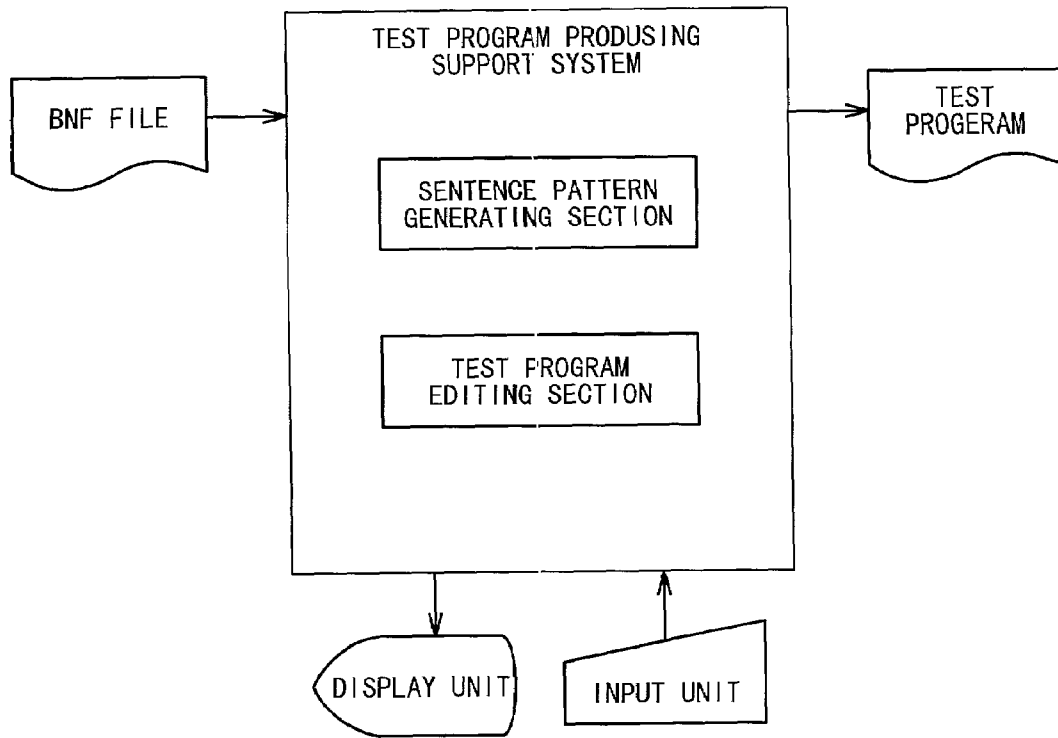 TEST PROGRAM PRODUSING
SUPPORT SYSTEM
BNF FILE
TEST
PROGERAM
SENTENCE PATTERN
GENERATING SECTION
TEST PROGRAM
EDITING SECTION
DISPLAY UNIT
INPUT UNIT